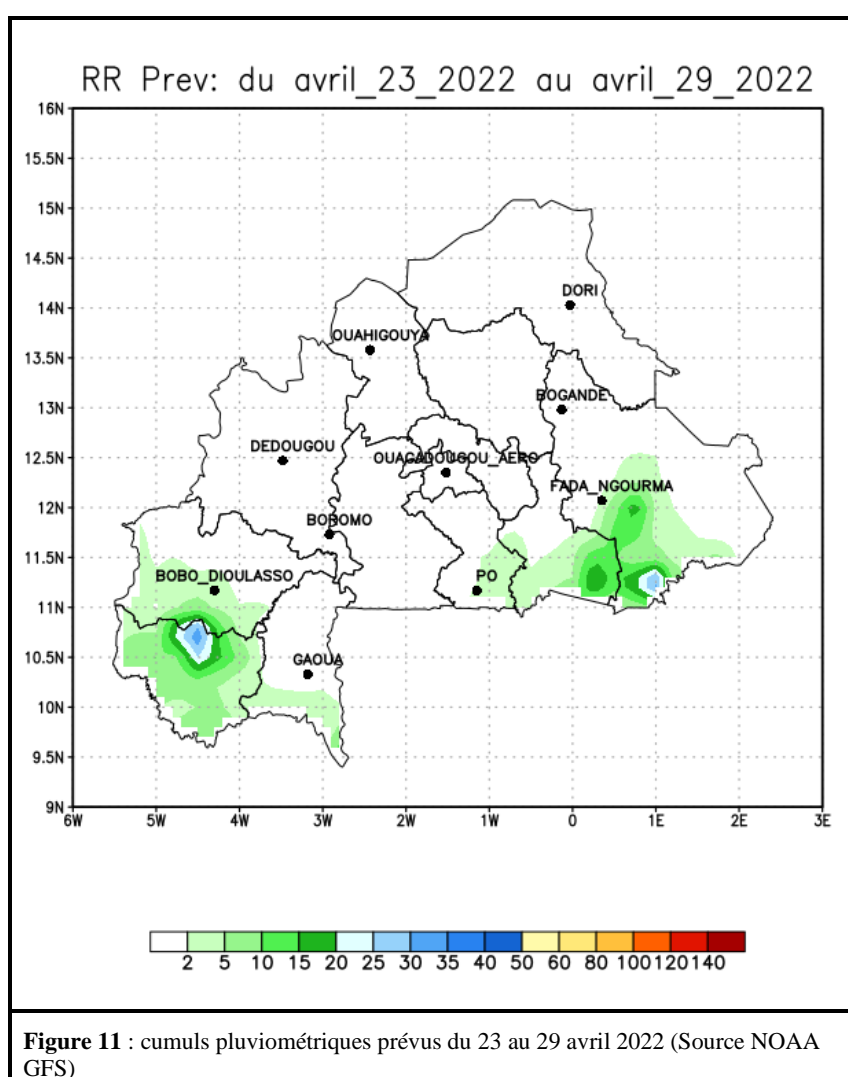 RR Prev: du avril_23_2022 au avril_29_2022
16N
15.5N
15N
14.5N
14N
13.5N
13N
12.5N
12N
11.5N
11N
10.5N
10N
9.5N
9N
DORI
OUAHIGOUYA
BOGANDE
DEDOUGOU
OUAGADOUGOU_AERO
FADA_NGOURMA
BOROMO
BOBO_DIOULASSO
PO
GAOUA
6W 5W 4W 3W 2W 1W 0 1E 2E 3E
2 5 10 15 20 25 30 35 40 50 60 80 100 120 140
Figure 11 : cumuls pluviométriques prévus du 23 au 29 avril 2022 (Source NOAA
GFS)